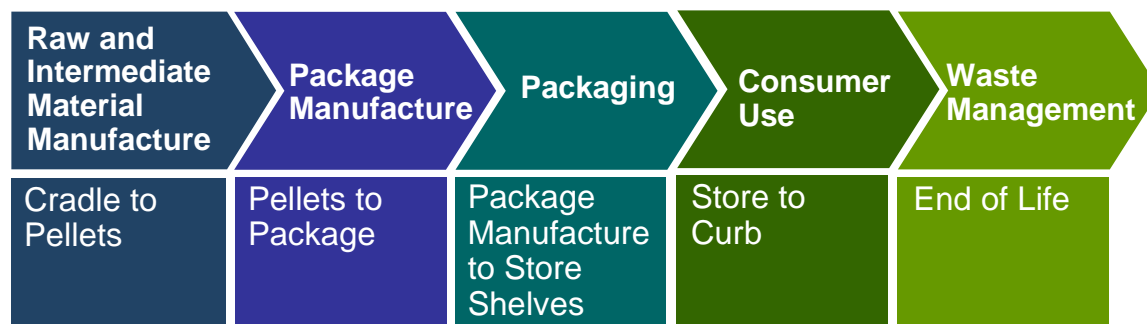 Raw and
Intermediate
Material
Manufacture
Package
Manufacture
Packaging
Consumer
Use
Waste
Management
Cradle to
Pellets
Pellets to
Package
Package
Manufacture
to Store
Shelves
Store to
Curb
End of Life